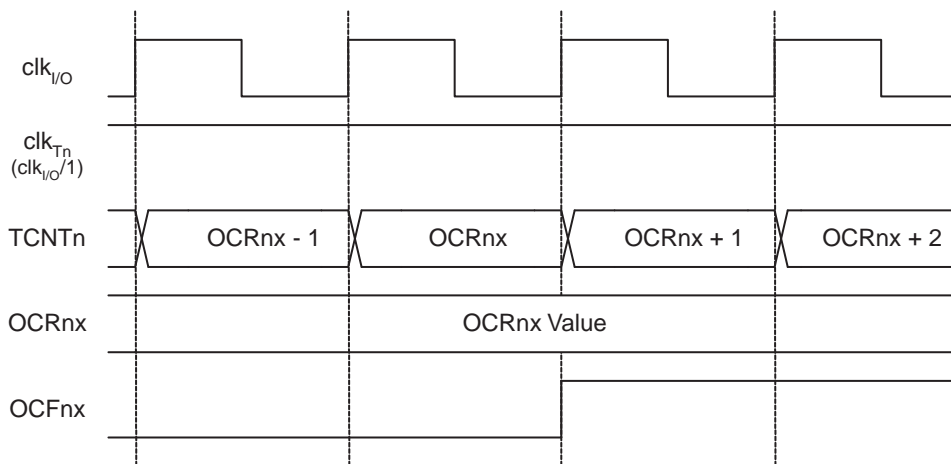 clkI/O
clkTn
(clkI/O/1)
TCNTn
OCRnx - 1
OCRnx
OCRnx + 1
OCRnx + 2
OCRnx
OCRnx Value
OCFnx